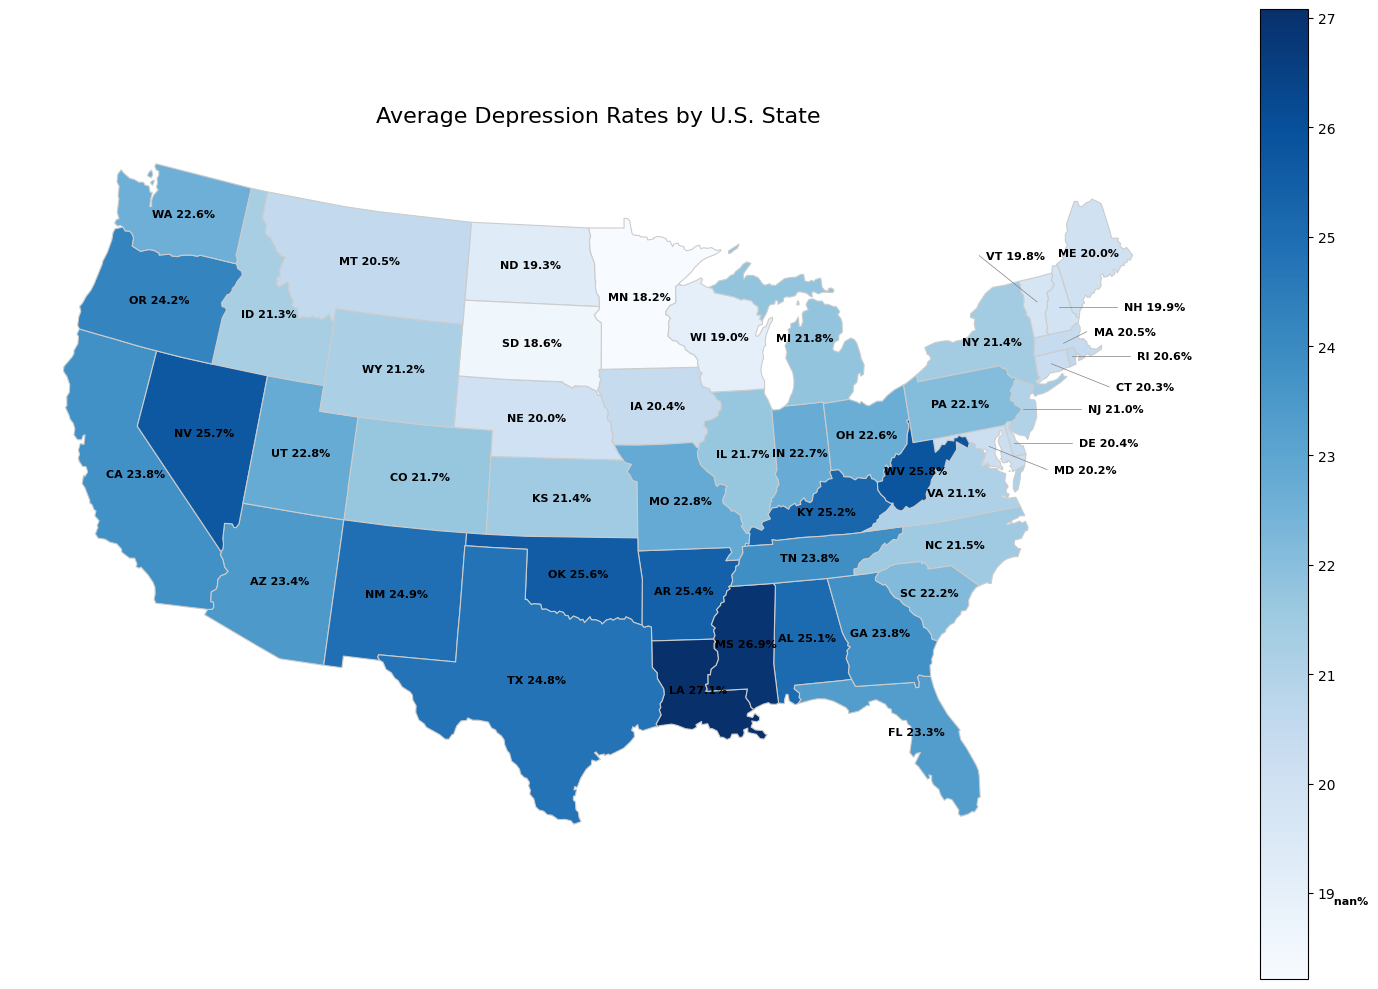 Average Depression Rates by U.S. State
27
26
25
24
23
22
21
20
19
nan%
WA 22.6%
MT 20.5%
ND 19.3%
MN 18.2%
VT 19.8%
ME 20.0%
OR 24.2%
ID 21.3%
NH 19.9%
SD 18.6%
WI 19.0%
MI 21.8%
NY 21.4%
MA 20.5%
RI 20.6%
WY 21.2%
CT 20.3%
NE 20.0%
IA 20.4%
PA 22.1%
NJ 21.0%
NV 25.7%
OH 22.6%
DE 20.4%
UT 22.8%
IL 21.7%
IN 22.7%
CA 23.8%
CO 21.7%
WV 25.8%
MD 20.2%
KS 21.4%
MO 22.8%
VA 21.1%
KY 25.2%
NC 21.5%
TN 23.8%
AZ 23.4%
OK 25.6%
NM 24.9%
AR 25.4%
SC 22.2%
MS 26.9%
AL 25.1%
GA 23.8%
TX 24.8%
LA 27.1%
FL 23.3%